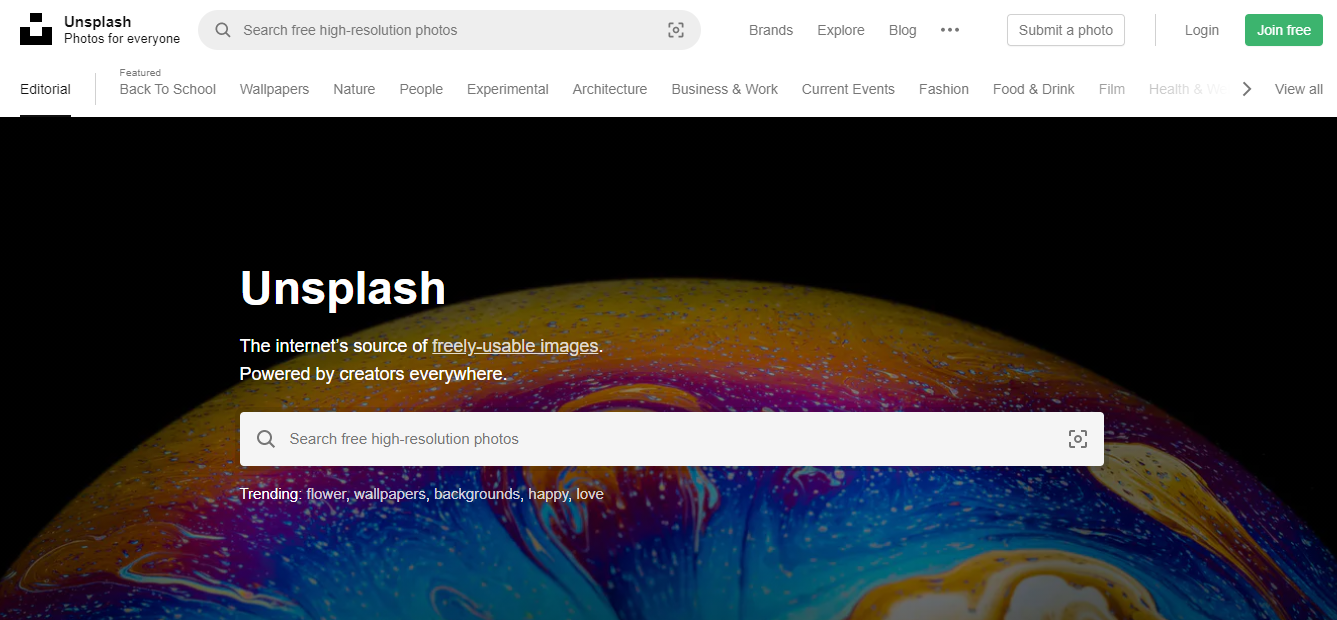 Unsplash
Photos for everyone
Search free high-resolution photos
Brands
Explore
Blog
Submit a photo
Login
Join free
Editorial
Featured
Back To School
Wallpapers
Nature
People
Experimental
Architecture
Business & Work
Current Events
Fashion
Food & Drink
Film
Health &
View all
Unsplash
The internet’s source of freely-usable images.
Powered by creators everywhere.
Search free high-resolution photos
Trending: flower, wallpapers, backgrounds, happy, love